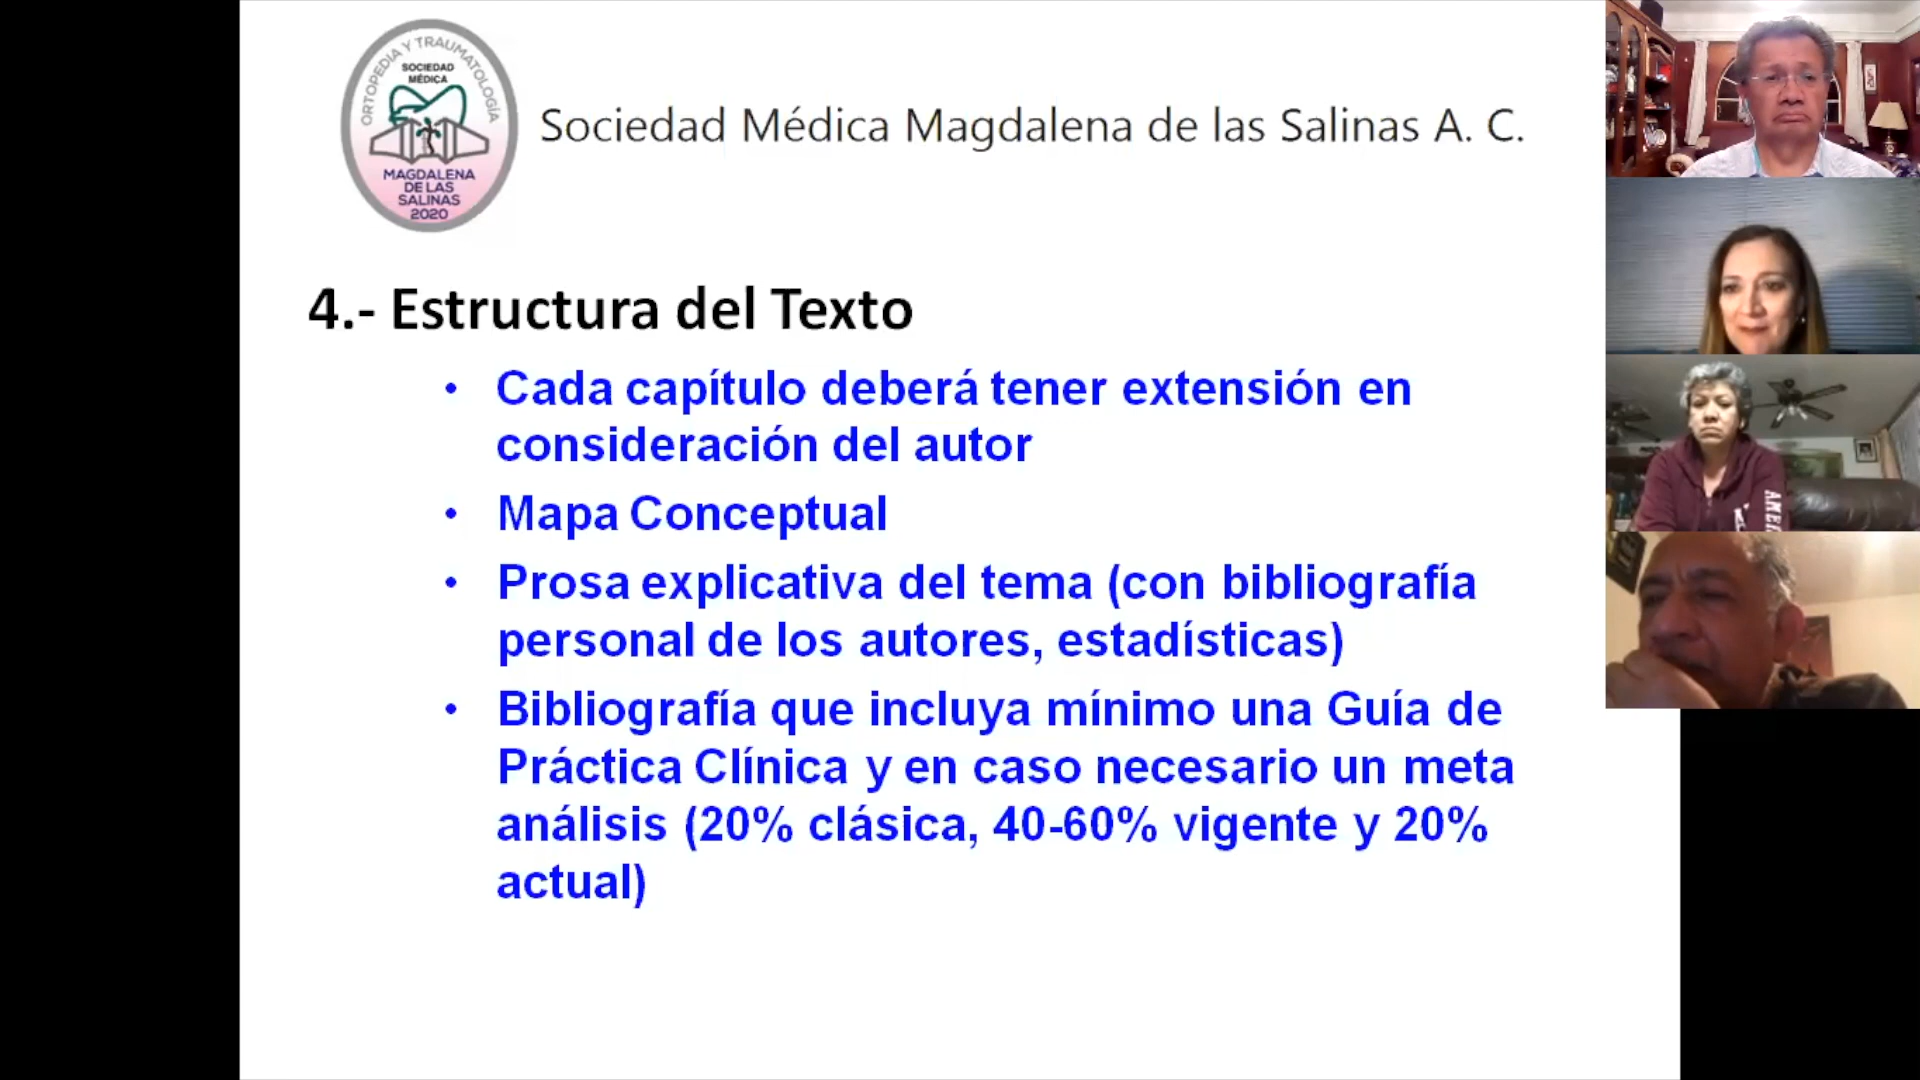 ORTOPEDIA Y TRAUMATOLOGÍA
SOCIEDAD
MÉDICA
MAGDALENA
DE LAS
SALINAS
2020
Sociedad Médica Magdalena de las Salinas A. C.
4.- Estructura del Texto
• Cada capítulo deberá tener extensión en
consideración del autor
• Mapa Conceptual
• Prosa explicativa del tema (con bibliografía
personal de los autores, estadísticas)
• Bibliografía que incluya mínimo una Guía de
Práctica Clínica y en caso necesario un meta
análisis (20% clásica, 40-60% vigente y 20%
actual)